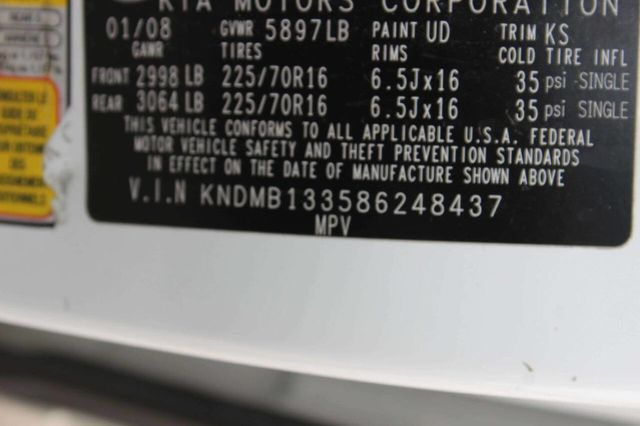 KIA MOTORS CORPORATION
01/08 GVWR 5897LB PAINT UD TRIM KS
GAWR TIRES RIMS COLD TIRE INFL
FRONT 2998 LB 225/70R16 6.5Jx16 35 psi -SINGLE
REAR 3064 LB 225/70R16 6.5Jx16 35 psi SINGLE
THIS VEHICLE CONFORMS TO ALL APPLICABLE U.S.A. FEDERAL
MOTOR VEHICLE SAFETY AND THEFT PREVENTION STANDARDS
IN EFFECT ON THE DATE OF MANUFACTURE SHOWN ABOVE
V.I.N KNDMB133586248437
MPV